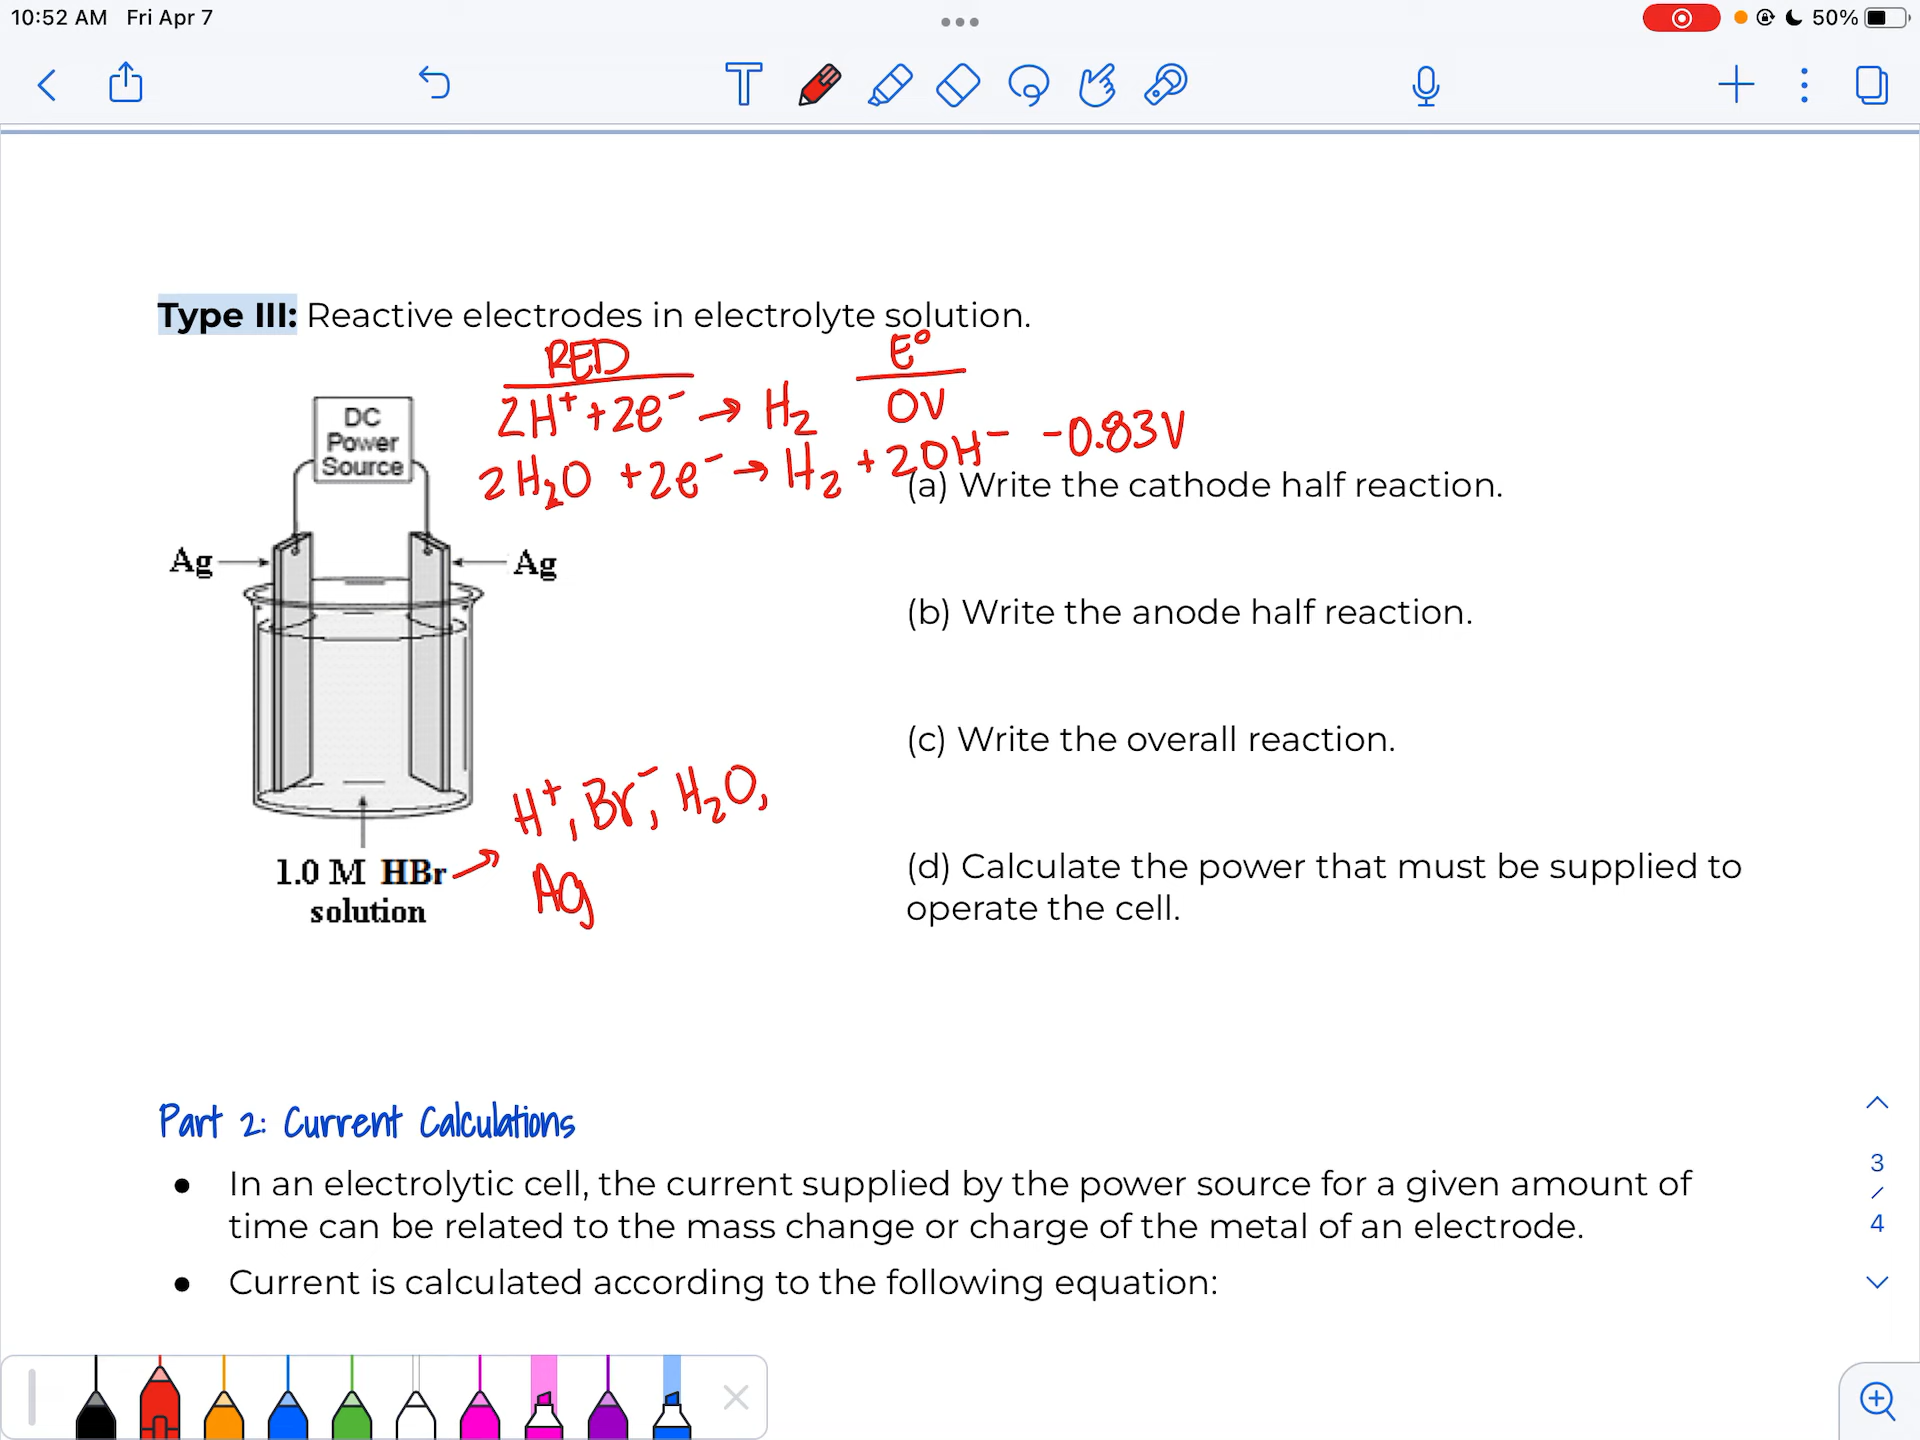 10:52 AM Fri Apr 7
50%
Type III: Reactive electrodes in electrolyte solution.
RED E°
2H⁺ + 2e⁻ → H₂ 0V
2H₂O + 2e⁻ → H₂ + 2OH⁻ -0.83V
DC
Power
Source
Ag
Ag
1.0 M HBr
solution
H⁺, Br⁻, H₂O,
Ag
(a) Write the cathode half reaction.
(b) Write the anode half reaction.
(c) Write the overall reaction.
(d) Calculate the power that must be supplied to
operate the cell.
Part 2: Current Calculations
• In an electrolytic cell, the current supplied by the power source for a given amount of
time can be related to the mass change or charge of the metal of an electrode.
• Current is calculated according to the following equation:
3
/
4